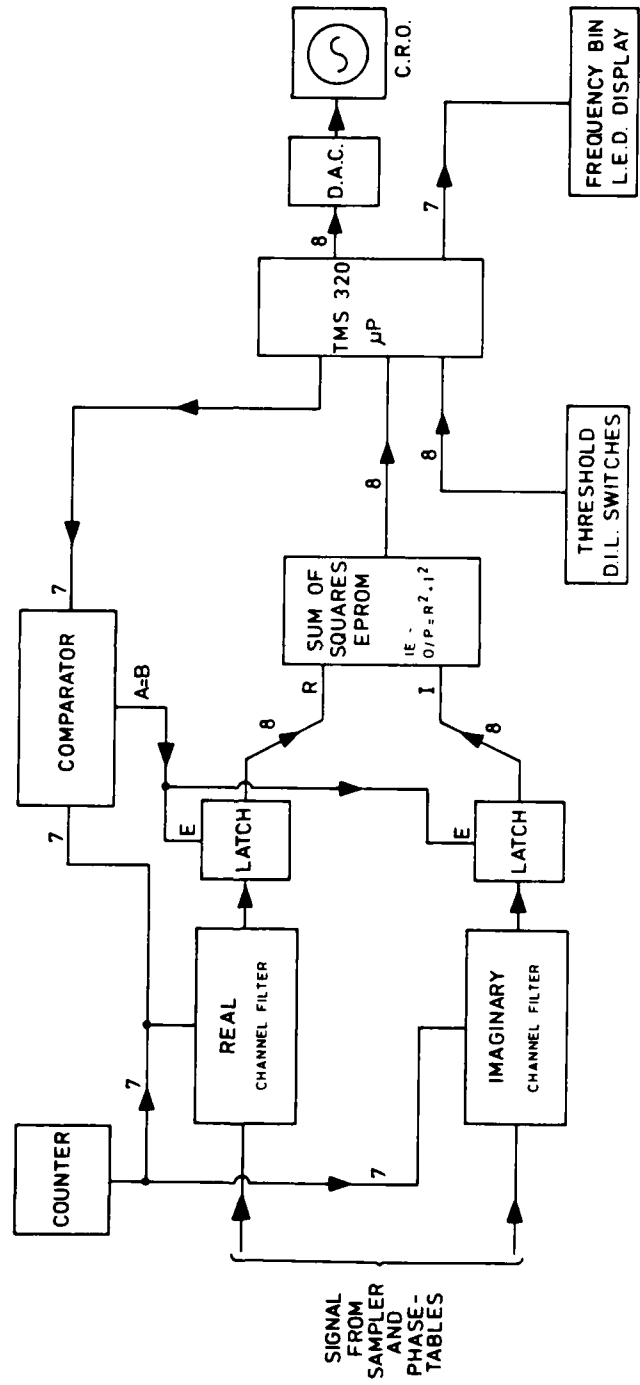 COUNTER
7
7
SIGNAL
FROM
SAMPLER
AND
PHASE-
TABLES
REAL
CHANNEL FILTER
IMAGINARY
CHANNEL FILTER
7
COMPARATOR
7
A=B
E
LATCH
8
E
LATCH
8
R
I
SUM OF
SQUARES
EPROM
IE -
O/P=R²+I²
8
THRESHOLD
D.I.L. SWITCHES
8
TMS 320
µP
8
D.A.C.
C.R.O.
7
FREQUENCY BIN
L.E.D. DISPLAY